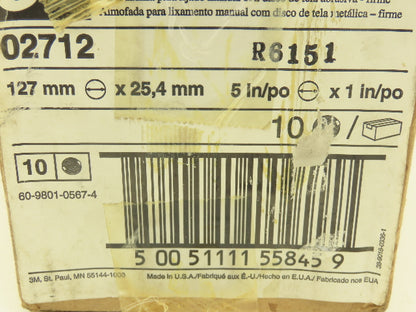 Almofada para lixamento manual com disco de tela metálica – firme
02712 R6151
127 mm x 25,4 mm 5 in/po x 1 in/po
10 /
10
60-9801-0567-4
5 00 51111 55845 9
3M, St. Paul, MN 55144-1000
Made in U.S.A./Fabriqué aux É.-U./Hecho en E.U.A./ Fabricado nos EUA